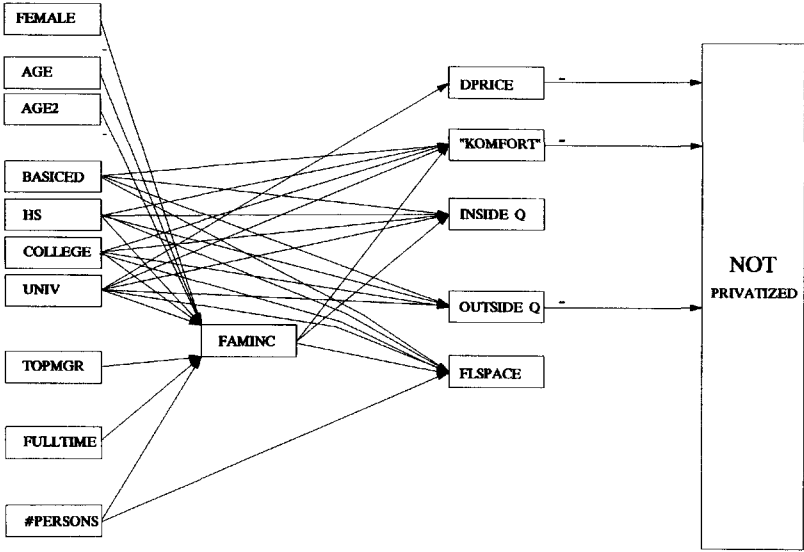 FEMALE
AGE
AGE2
BASICED
HS
COLLEGE
UNIV
TOPMGR
FULLTIME
#PERSONS
FAMINC
DPRICE
"KOMFORT"
INSIDE Q
OUTSIDE Q
FLSPACE
-
-
-
-
-
NOT
PRIVATIZED